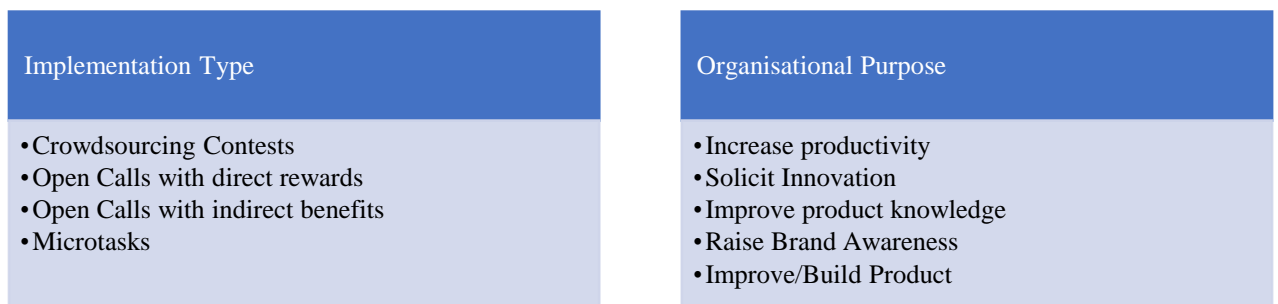 Implementation Type
•Crowdsourcing Contests
•Open Calls with direct rewards
•Open Calls with indirect benefits
•Microtasks
Organisational Purpose
•Increase productivity
•Solicit Innovation
•Improve product knowledge
•Raise Brand Awareness
•Improve/Build Product